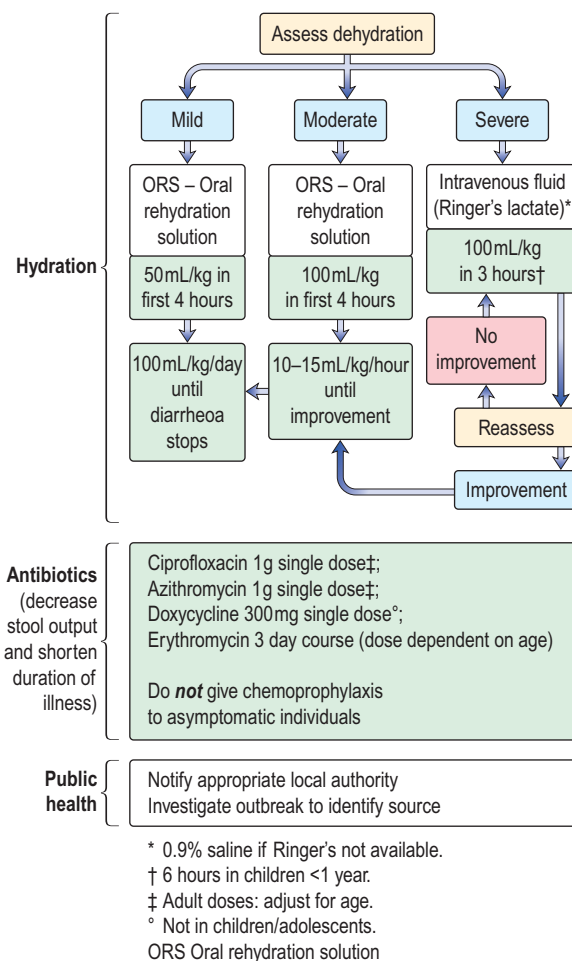 Assess dehydration
Mild
Moderate
Severe
ORS – Oral
rehydration
solution
ORS – Oral
rehydration
solution
Intravenous fluid
(Ringer's lactate)*
Hydration
50mL/kg in
first 4 hours
100mL/kg
in first 4 hours
100mL/kg
in 3 hours†
No
improvement
100mL/kg/day
until
diarrhoea
stops
10–15mL/kg/hour
until
improvement
Reassess
Improvement
Antibiotics
(decrease
stool output
and shorten
duration of
illness)
Ciprofloxacin 1g single dose‡;
Azithromycin 1g single dose‡;
Doxycycline 300mg single dose°;
Erythromycin 3 day course (dose dependent on age)
Do not give chemoprophylaxis
to asymptomatic individuals
Public
health
Notify appropriate local authority
Investigate outbreak to identify source
* 0.9% saline if Ringer's not available.
† 6 hours in children <1 year.
‡ Adult doses: adjust for age.
° Not in children/adolescents.
ORS Oral rehydration solution